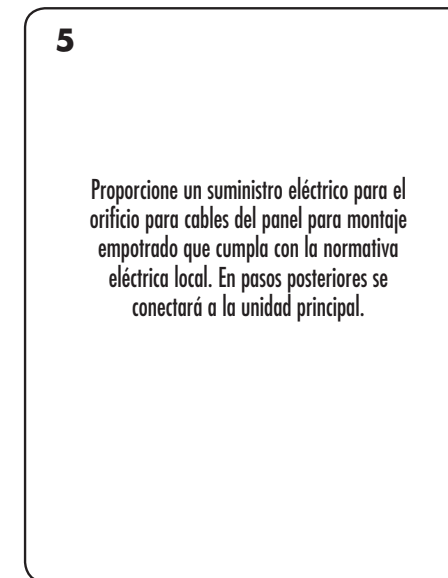 5
Proporcione un suministro eléctrico para el
orificio para cables del panel para montaje
empotrado que cumpla con la normativa
eléctrica local. En pasos posteriores se
conectará a la unidad principal.